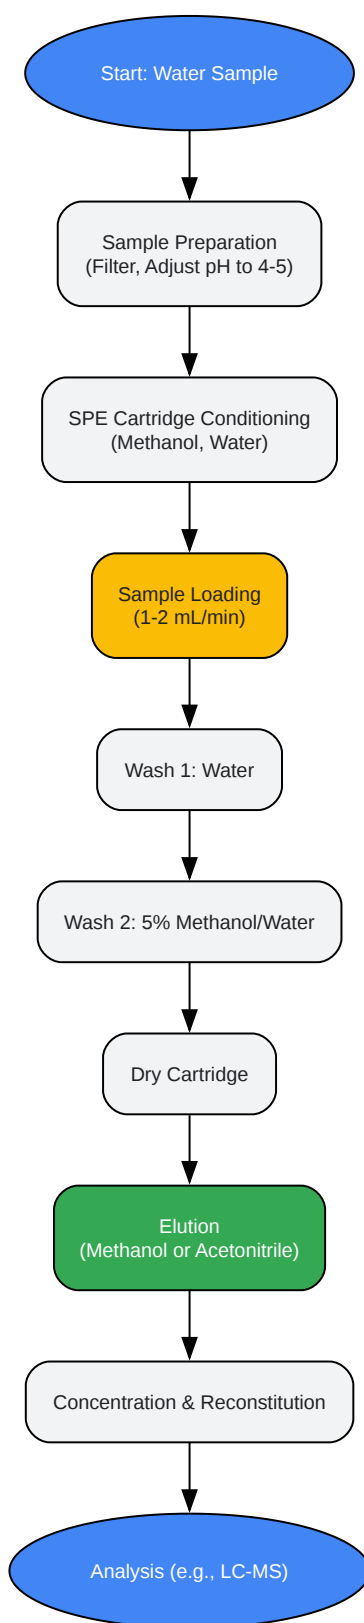 Start: Water Sample
Sample Preparation
(Filter, Adjust pH to 4-5)
SPE Cartridge Conditioning
(Methanol, Water)
Sample Loading
(1-2 mL/min)
Wash 1: Water
Wash 2: 5% Methanol/Water
Dry Cartridge
Elution
(Methanol or Acetonitrile)
Concentration & Reconstitution
Analysis (e.g., LC-MS)